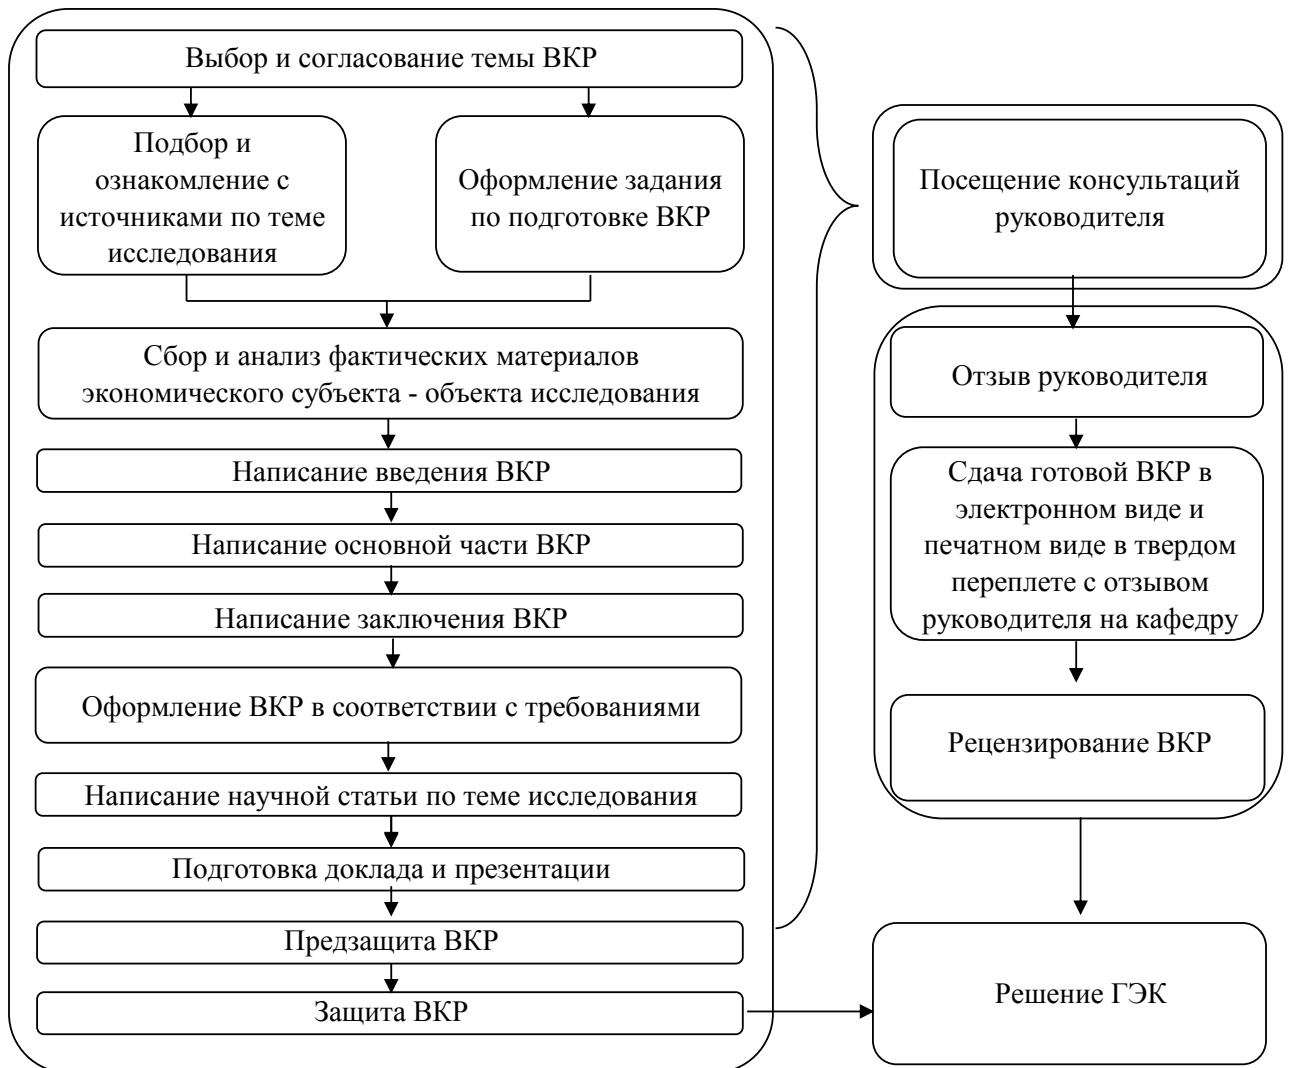 Выбор и согласование темы ВКР
Подбор и
ознакомление с
источниками по теме
исследования
Оформление задания
по подготовке ВКР
Сбор и анализ фактических материалов
экономического субъекта - объекта исследования
Написание введения ВКР
Написание основной части ВКР
Написание заключения ВКР
Оформление ВКР в соответствии с требованиями
Написание научной статьи по теме исследования
Подготовка доклада и презентации
Предзащита ВКР
Защита ВКР
Посещение консультаций
руководителя
Отзыв руководителя
Сдача готовой ВКР в
электронном виде и
печатном виде в твердом
переплете с отзывом
руководителя на кафедру
Рецензирование ВКР
Решение ГЭК